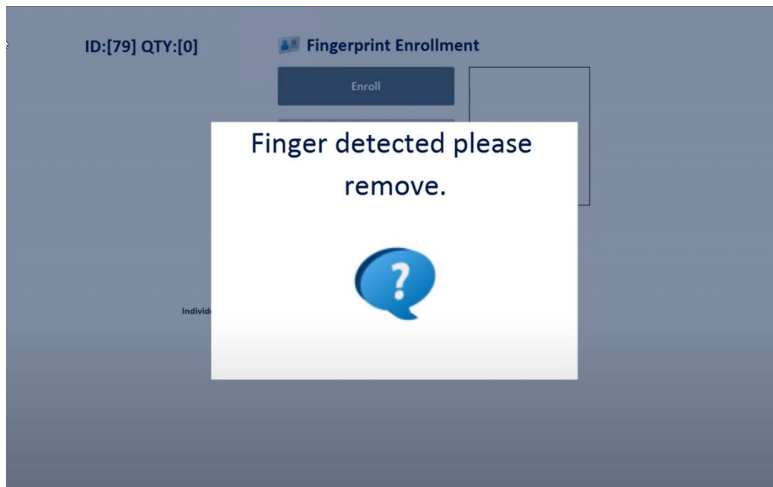 ID:[79] QTY:[0]
Fingerprint Enrollment
Enroll
Finger detected please
remove.
?